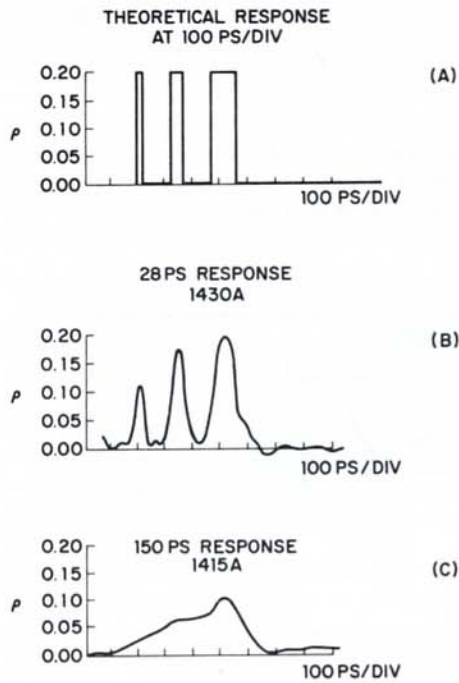 THEORETICAL RESPONSE
AT 100 PS/DIV
(A)
0.20
0.15
ρ
0.10
0.05
0.00
100 PS/DIV
28 PS RESPONSE
1430A
(B)
0.20
0.15
ρ
0.10
0.05
0.00
100 PS/DIV
150 PS RESPONSE
1415A
(C)
0.20
0.15
ρ
0.10
0.05
0.00
100 PS/DIV